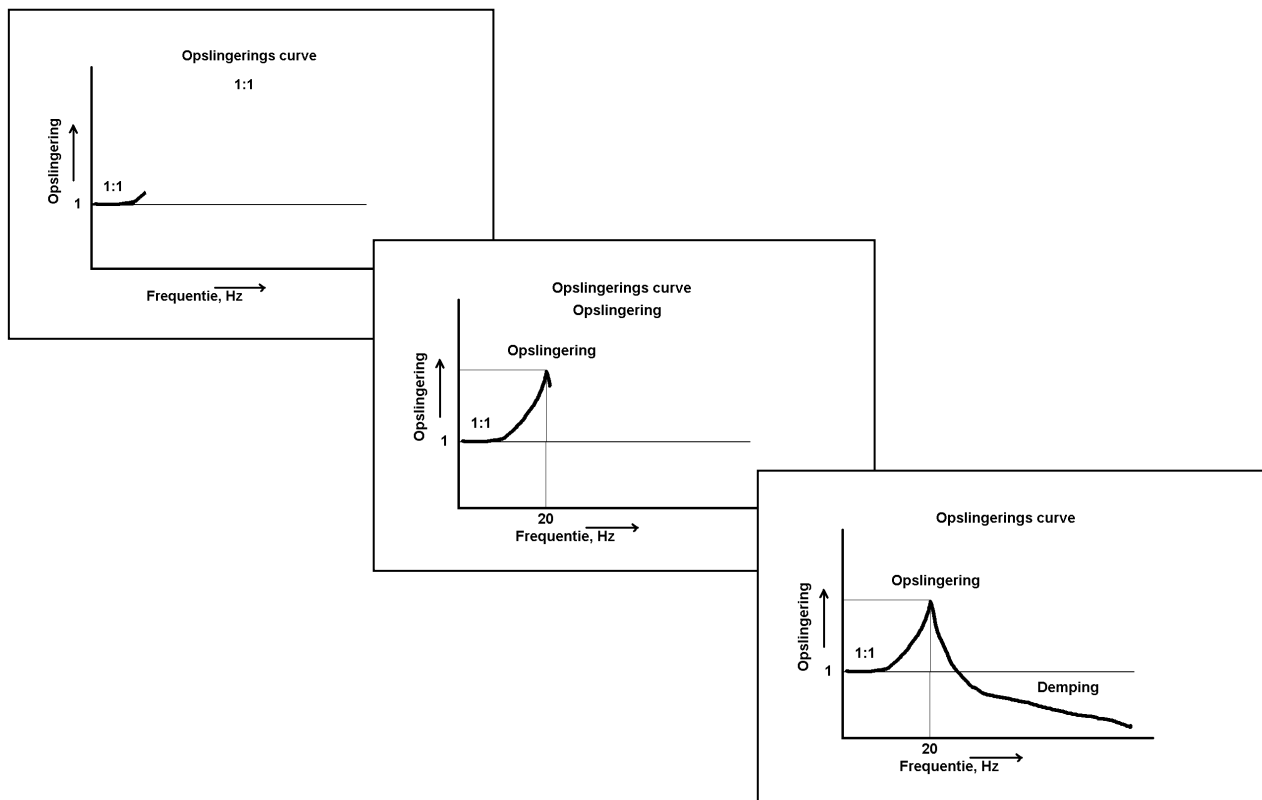 Opslingerings curve
1:1
Opslingering
1:1
1
Frequentie, Hz
Opslingerings curve
Opslingering
Opslingering
Opslingering
1:1
1
20
Frequentie, Hz
Opslingerings curve
Opslingering
Opslingering
1:1
1
Demping
20
Frequentie, Hz